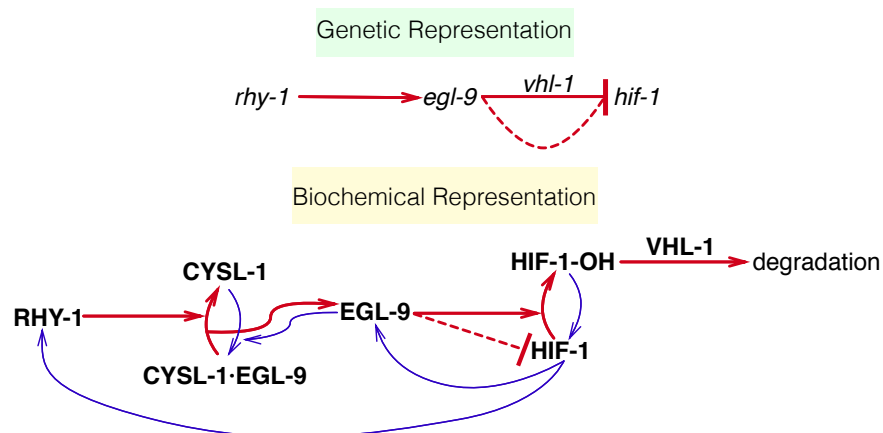 Genetic Representation
rhy-1 egl-9 vhl-1 hif-1
Biochemical Representation
HIF-1-OH VHL-1 degradation
CYSL-1
RHY-1 EGL-9
HIF-1
CYSL-1·EGL-9